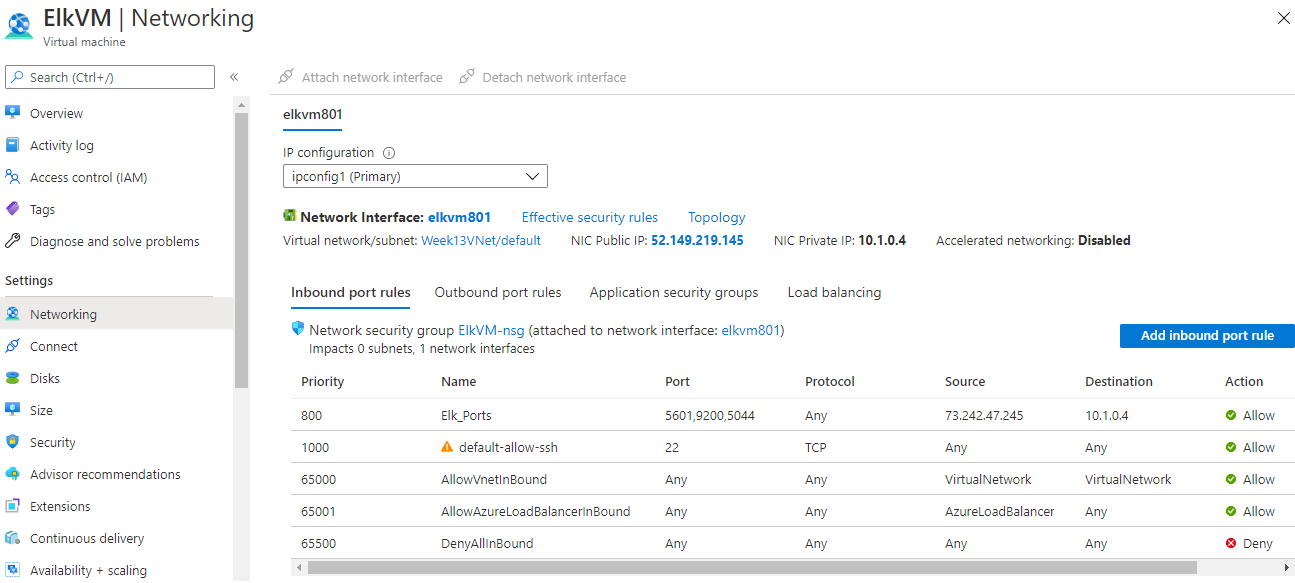 ElkVM | Networking
Virtual machine
Search (Ctrl+/)
«
Overview
Activity log
Access control (IAM)
Tags
Diagnose and solve problems
Settings
Networking
Connect
Disks
Size
Security
Advisor recommendations
Extensions
Continuous delivery
Availability + scaling
Attach network interface Detach network interface
elkvm801
IP configuration
ipconfig1 (Primary)
Network Interface: elkvm801 Effective security rules Topology
Virtual network/subnet: Week13VNet/default NIC Public IP: 52.149.219.145 NIC Private IP: 10.1.0.4 Accelerated networking: Disabled
Inbound port rules Outbound port rules Application security groups Load balancing
Network security group ElkVM-nsg (attached to network interface: elkvm801)
Impacts 0 subnets, 1 network interfaces
Add inbound port rule
Priority Name Port Protocol Source Destination Action
800 Elk_Ports 5601,9200,5044 Any 73.242.47.245 10.1.0.4 Allow
1000 default-allow-ssh 22 TCP Any Any Allow
65000 AllowVnetInBound Any Any VirtualNetwork VirtualNetwork Allow
65001 AllowAzureLoadBalancerInBound Any Any AzureLoadBalancer Any Allow
65500 DenyAllInBound Any Any Any Any Deny